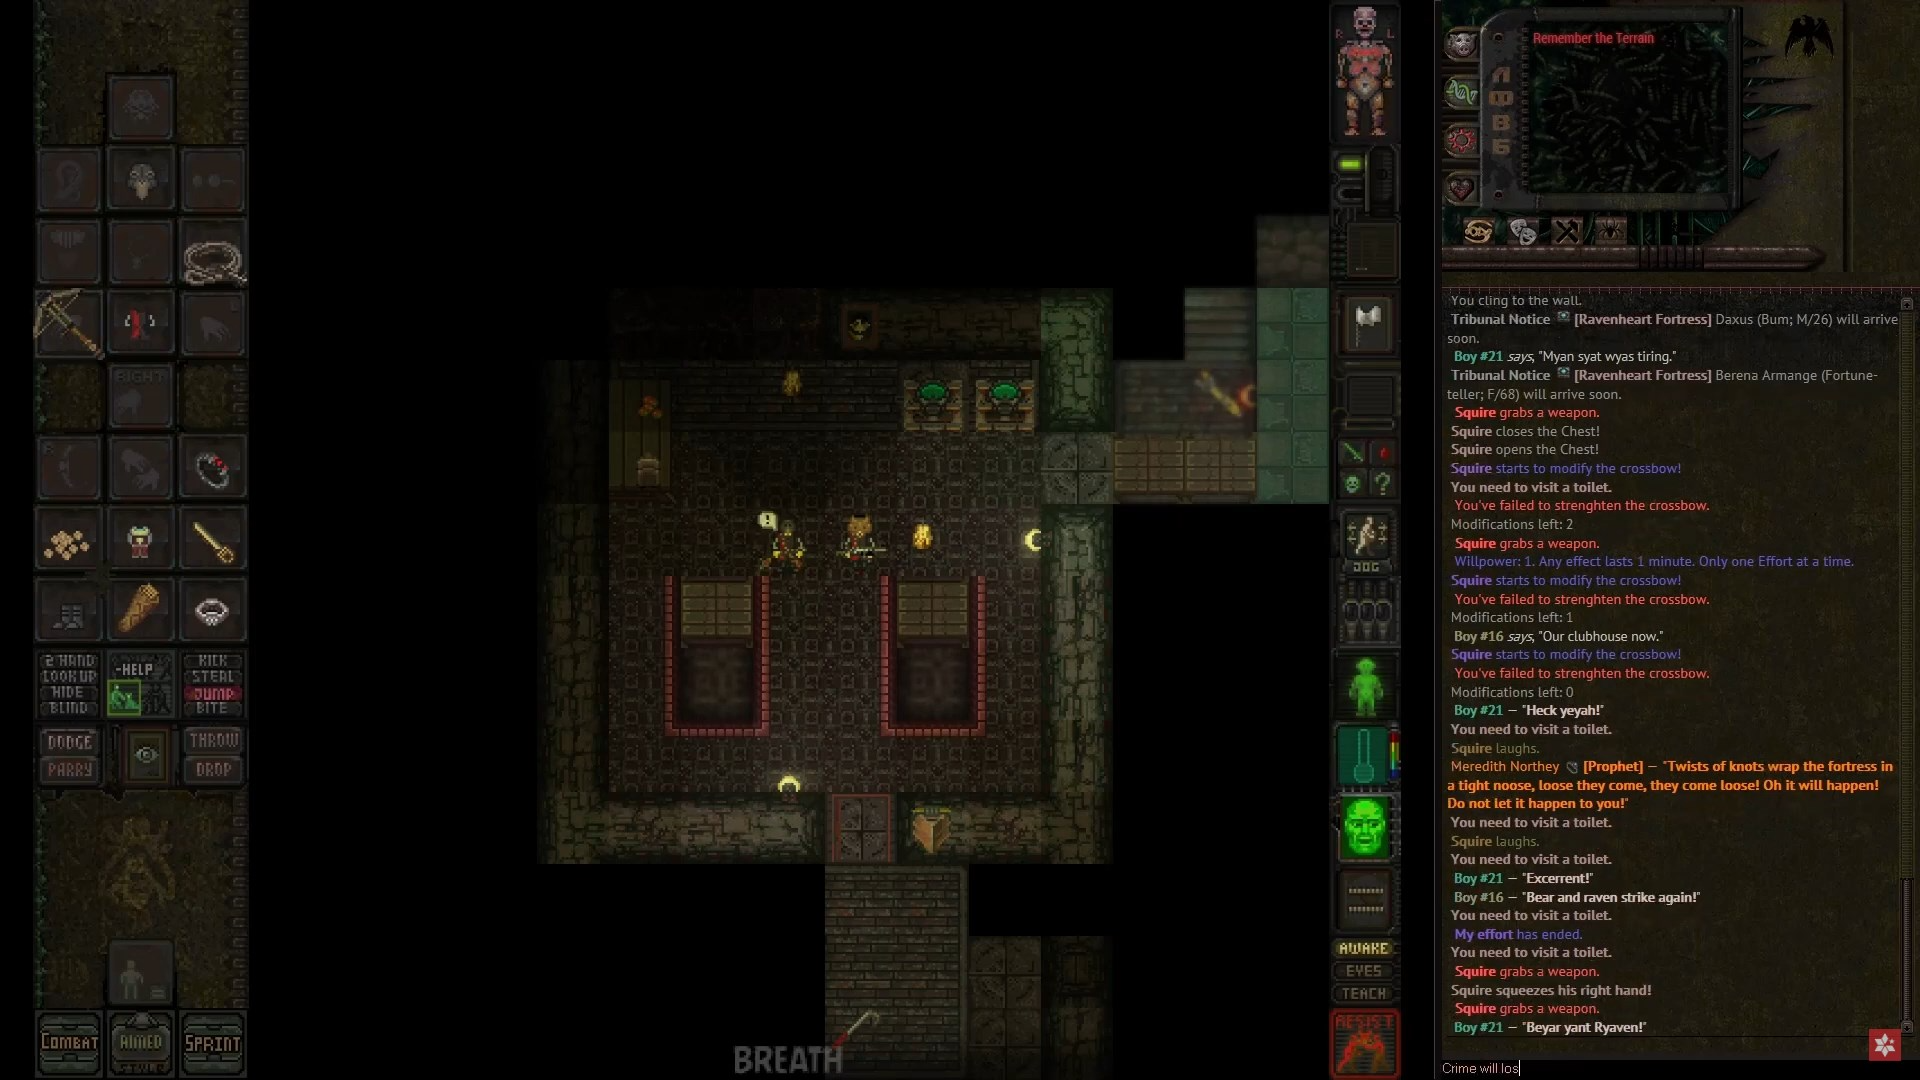 R L
RIGHT
R
2 HAND
LOOK UP
HIDE
BLIND
-HELP
KICK
STEAL
JUMP
BITE
DODGE
PARRY
THROW
DROP
COMBAT
AIMED
STYLE
SPRINT
BREATH
JOG
AWAKE
EYES
TEACH
RESIST
Remember the Terrain
Л
Ф
В
Б
You cling to the wall.
Tribunal Notice [Ravenheart Fortress] Daxus (Bum; M/26) will arrive
soon.
Boy #21 says, "Myan syat wyas tiring."
Tribunal Notice [Ravenheart Fortress] Berena Armange (Fortune-
teller; F/68) will arrive soon.
Squire grabs a weapon.
Squire closes the Chest!
Squire opens the Chest!
Squire starts to modify the crossbow!
You need to visit a toilet.
You've failed to strenghten the crossbow.
Modifications left: 2
Squire grabs a weapon.
Willpower: 1. Any effect lasts 1 minute. Only one Effort at a time.
Squire starts to modify the crossbow!
You've failed to strenghten the crossbow.
Modifications left: 1
Boy #16 says, "Our clubhouse now."
Squire starts to modify the crossbow!
You've failed to strenghten the crossbow.
Modifications left: 0
Boy #21 – "Heck yeyah!"
You need to visit a toilet.
Squire laughs.
Meredith Northey [Prophet] – "Twists of knots wrap the fortress in
a tight noose, loose they come, they come loose! Oh it will happen!
Do not let it happen to you!"
You need to visit a toilet.
Squire laughs.
You need to visit a toilet.
Boy #21 – "Excerrent!"
Boy #16 – "Bear and raven strike again!"
You need to visit a toilet.
My effort has ended.
You need to visit a toilet.
Squire grabs a weapon.
Squire squeezes his right hand!
Squire grabs a weapon.
Boy #21 – "Beyar yant Ryaven!"
Crime will los